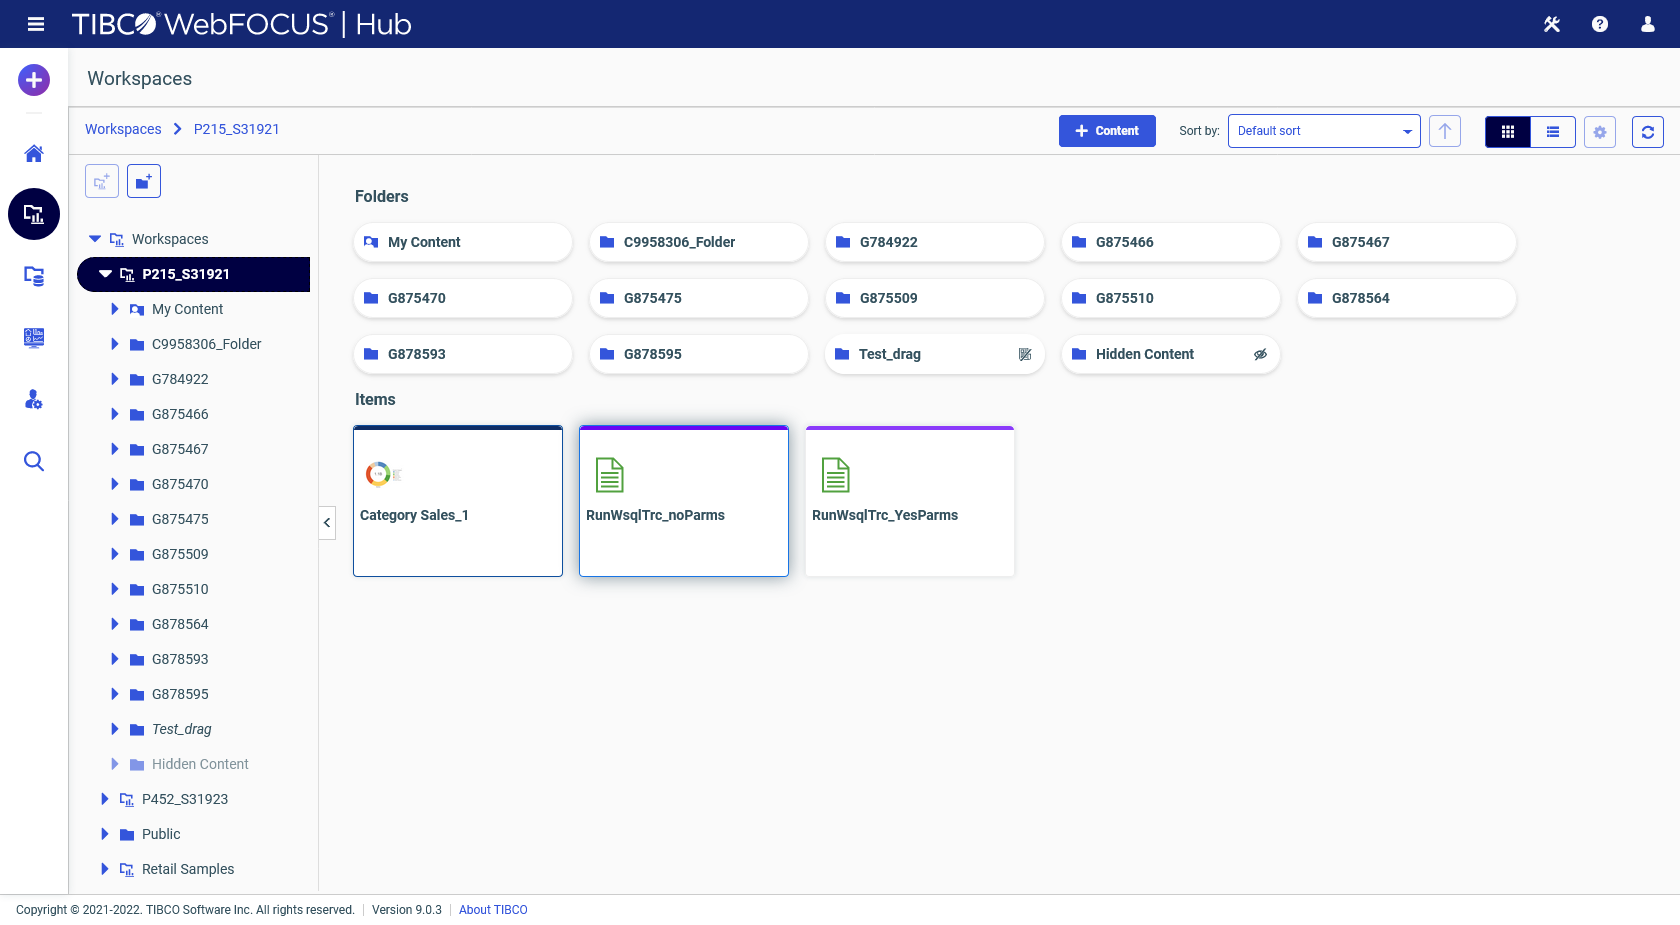 TIBCO® WebFOCUS® | Hub
Workspaces
Workspaces P215_S31921
Content
Sort by:
Default sort
Workspaces
P215_S31921
My Content
C9958306_Folder
G784922
G875466
G875467
G875470
G875475
G875509
G875510
G878564
G878593
G878595
Test_drag
Hidden Content
P452_S31923
Public
Retail Samples
Folders
My Content C9958306_Folder G784922 G875466 G875467
G875470 G875475 G875509 G875510 G878564
G878593 G878595 Test_drag Hidden Content
Items
Category Sales_1 RunWsqlTrc_noParms RunWsqlTrc_YesParms
Copyright © 2021-2022. TIBCO Software Inc. All rights reserved. Version 9.0.3 About TIBCO